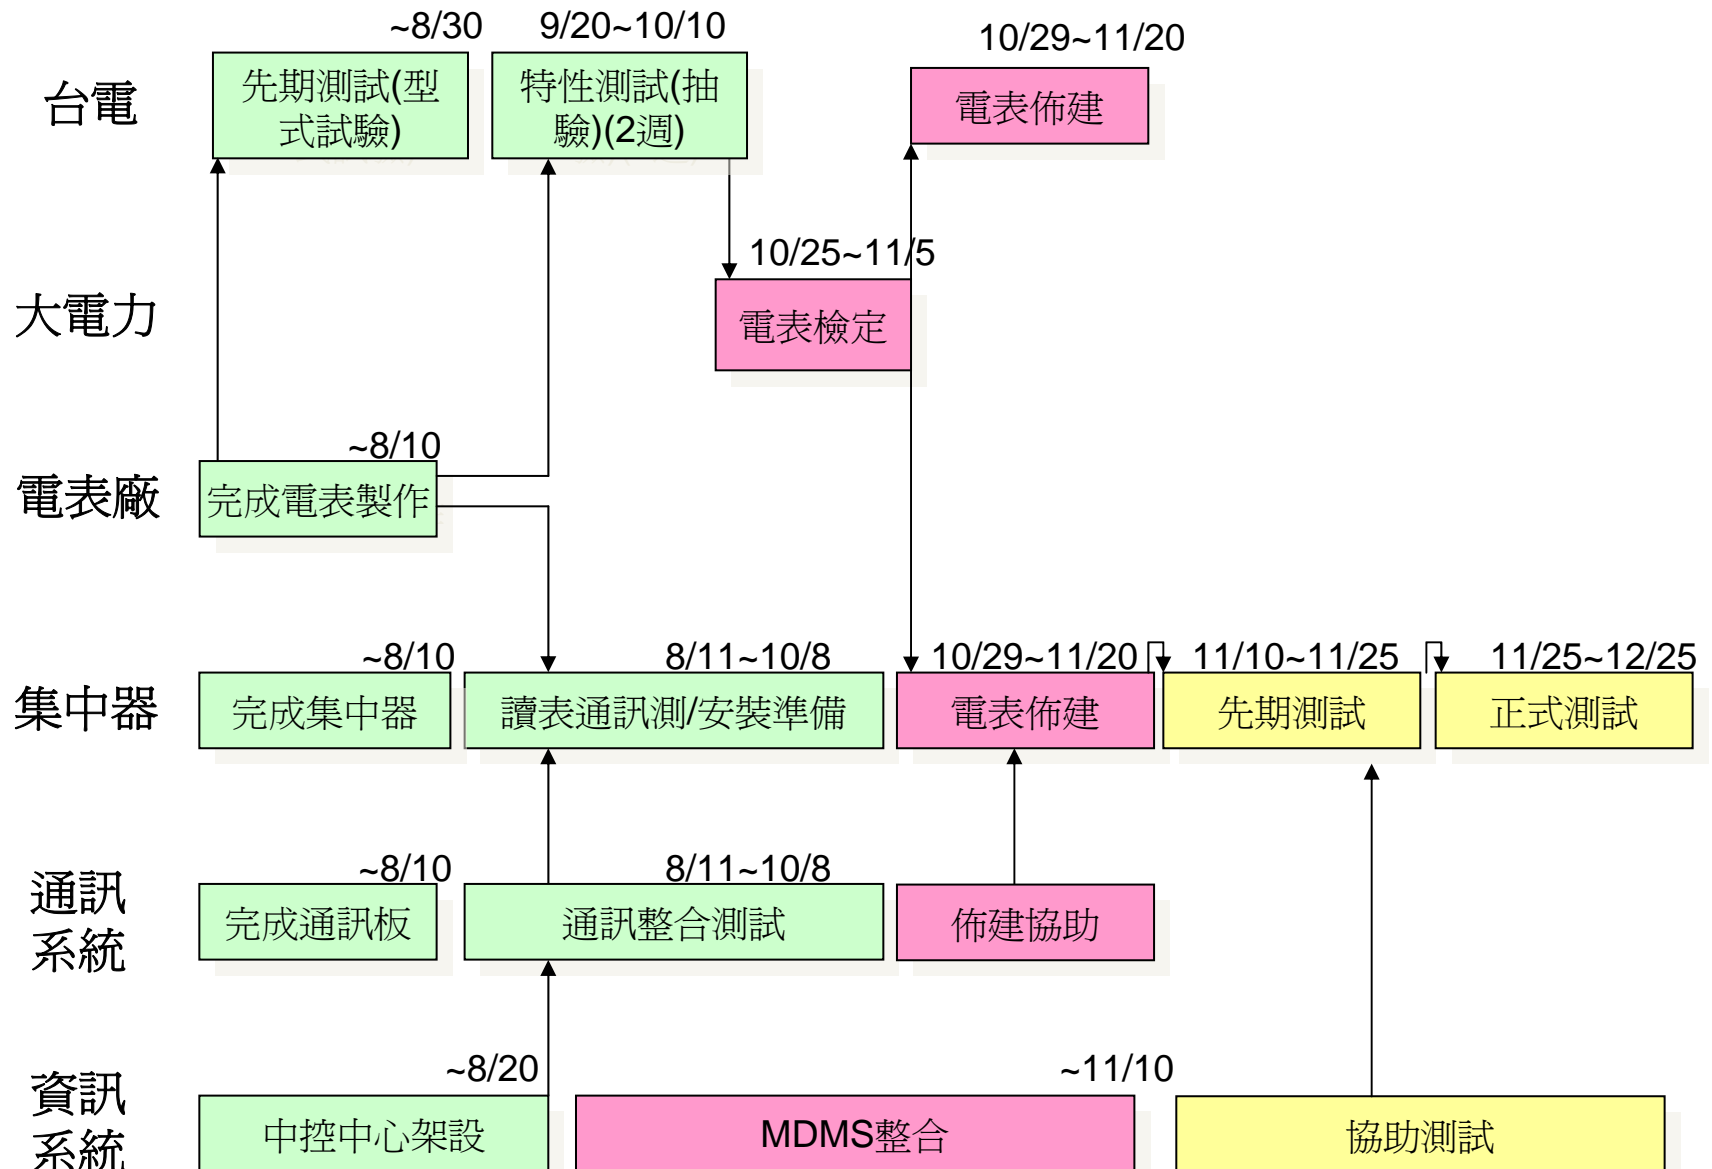 ~8/30
9/20~10/10
10/29~11/20
台電
先期測試(型
式試驗)
特性測試(抽
驗)(2週)
電表佈建
10/25~11/5
大電力
電表檢定
~8/10
電表廠
完成電表製作
~8/10
8/11~10/8
10/29~11/20
11/10~11/25
11/25~12/25
集中器
完成集中器
讀表通訊測/安裝準備
電表佈建
先期測試
正式測試
~8/10
8/11~10/8
通訊
系統
完成通訊板
通訊整合測試
佈建協助
~8/20
~11/10
資訊
系統
中控中心架設
MDMS整合
協助測試